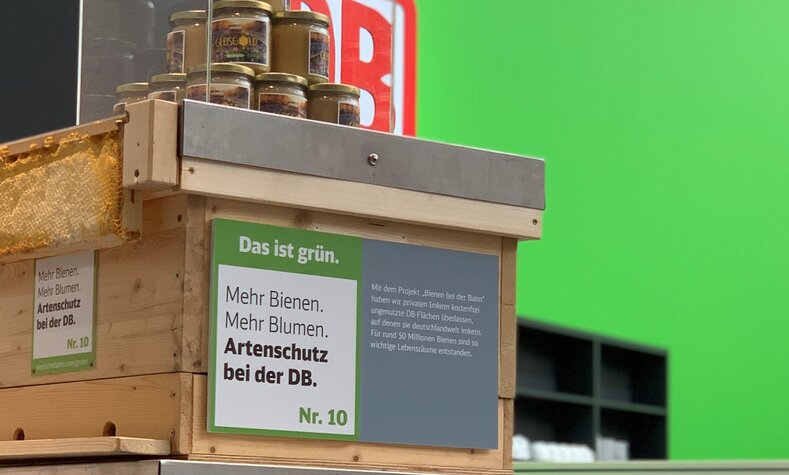 GLEISGOLD
DB
Das ist grün.
Mehr Bienen.
Mehr Blumen.
Artenschutz
bei der DB.
Nr. 10
Mit dem Projekt „Bienen bei der Bahn“
haben wir privaten Imkern kostenfrei
ungenutzte DB-Flächen überlassen,
auf denen sie deutschlandweit imkern.
Für rund 50 Millionen Bienen sind so
wichtige Lebensräume entstanden.
Mehr Bienen.
Mehr Blumen.
Artenschutz
bei der DB.
Nr. 10